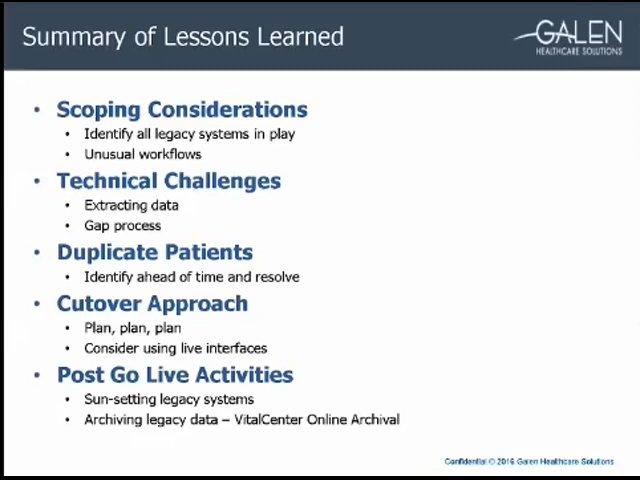 Summary of Lessons Learned
GALEN
HEALTHCARE SOLUTIONS
• Scoping Considerations
• Identify all legacy systems in play
• Unusual workflows
• Technical Challenges
• Extracting data
• Gap process
• Duplicate Patients
• Identify ahead of time and resolve
• Cutover Approach
• Plan, plan, plan
• Consider using live interfaces
• Post Go Live Activities
• Sun-setting legacy systems
• Archiving legacy data – VitalCenter Online Archival
Confidential © 2016 Galen Healthcare Solutions